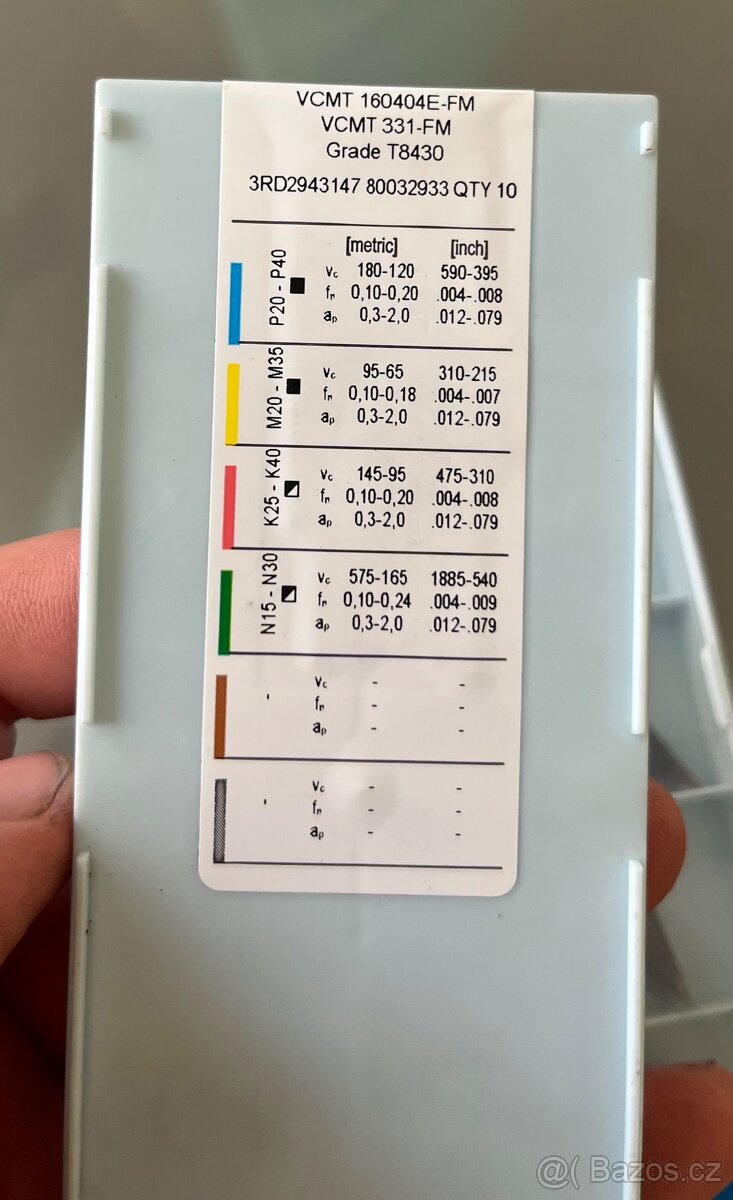 VCMT 160404E-FM
VCMT 331-FM
Grade T8430
3RD2943147 80032933 QTY 10
[metric] [inch]
P20 - P40
vc 180-120 590-395
fn 0,10-0,20 .004-.008
ap 0,3-2,0 .012-.079
M20 - M35
vc 95-65 310-215
fn 0,10-0,18 .004-.007
ap 0,3-2,0 .012-.079
K25 - K40
vc 145-95 475-310
fn 0,10-0,20 .004-.008
ap 0,3-2,0 .012-.079
N15 - N30
vc 575-165 1885-540
fn 0,10-0,24 .004-.009
ap 0,3-2,0 .012-.079
vc - -
fn - -
ap - -
vc - -
fn - -
ap - -
@( Bazoš.cz